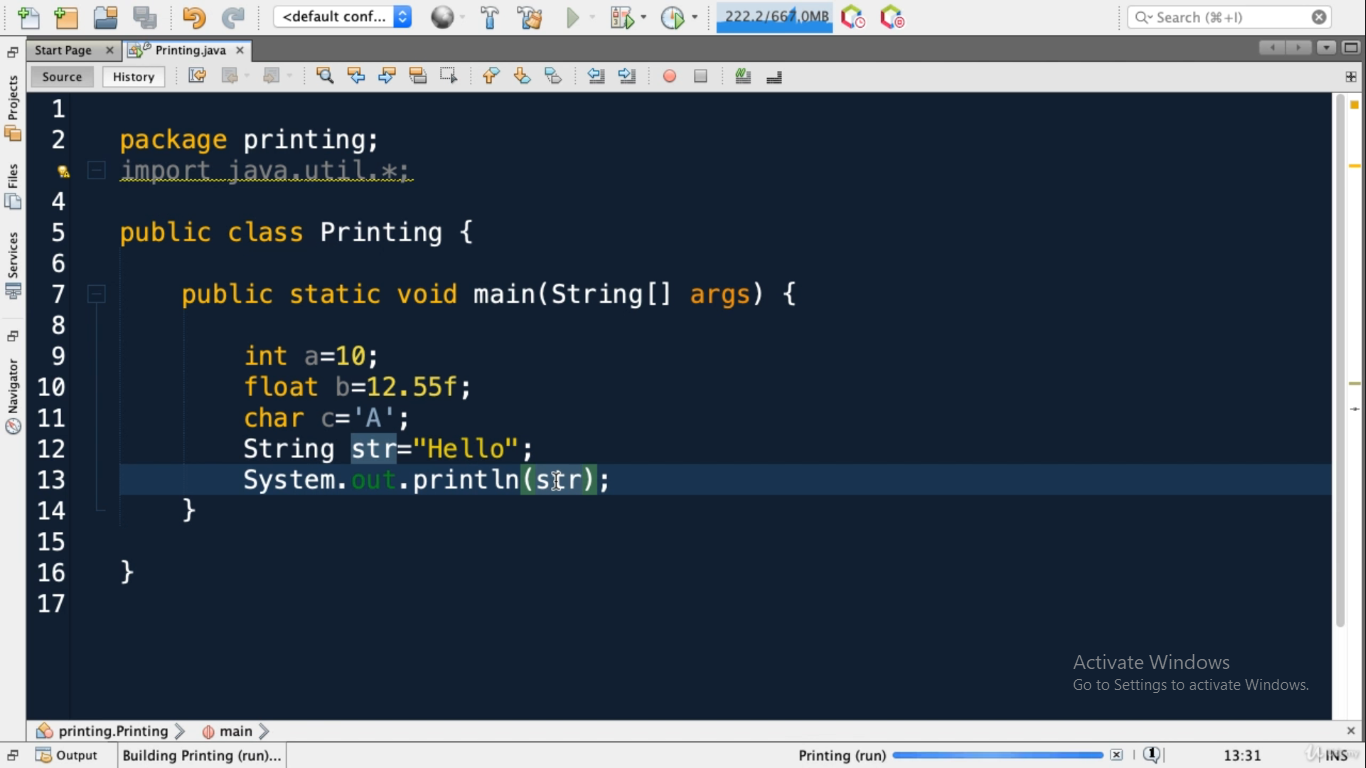 <default conf...
222.2/667,0MB
Search (⌘+I)
Start Page
Printing.java
Source History
Projects
Files
Services
Navigator
1
2 package printing;
import java.util.*;
4
5 public class Printing {
6
7 public static void main(String[] args) {
8
9 int a=10;
10 float b=12.55f;
11 char c='A';
12 String str="Hello";
13 System.out.println(str);
14 }
15
16 }
17
Activate Windows
Go to Settings to activate Windows.
printing.Printing main
Output Building Printing (run)... Printing (run) 1 13:31 INS